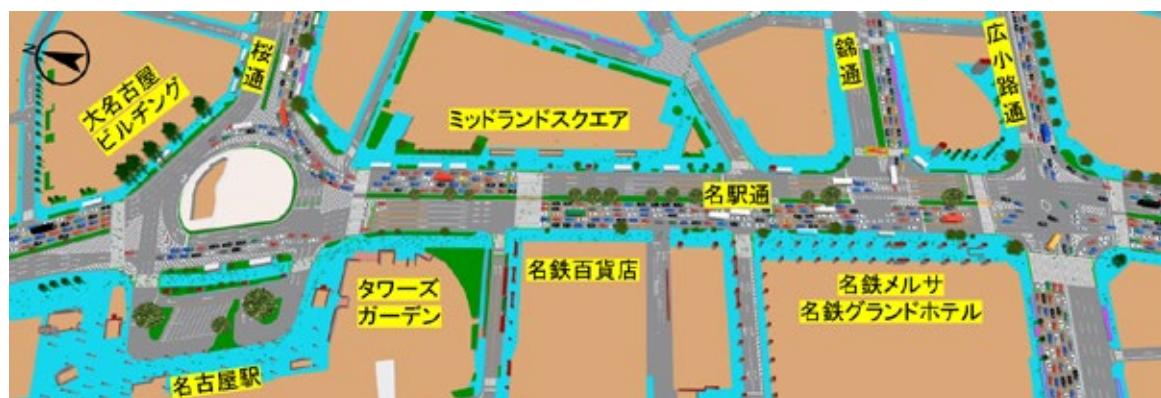 N
大名古屋
ビルチング
桜通
ミッドランドスクエア
錦通
広小路通
名駅通
タワーズ
ガーデン
名鉄百貨店
名鉄メルサ
名鉄グランドホテル
名古屋駅